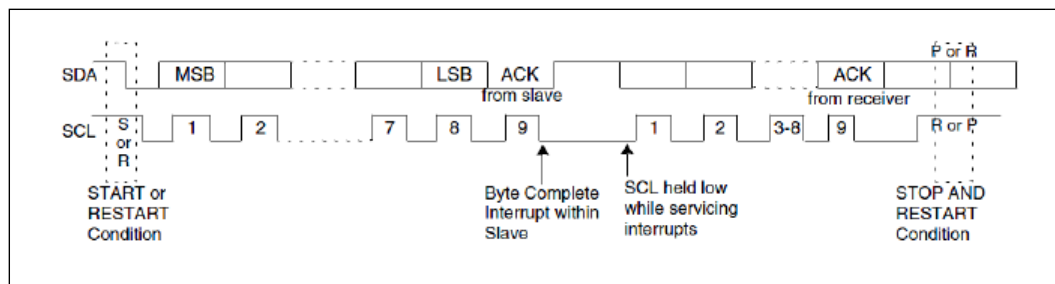 P or R
SDA MSB LSB ACK ACK
from slave from receiver
SCL S or R 1 2 7 8 9 1 2 3-8 9 R or P
START or
RESTART
Condition
Byte Complete
Interrupt within
Slave
SCL held low
while servicing
interrupts
STOP AND
RESTART
Condition